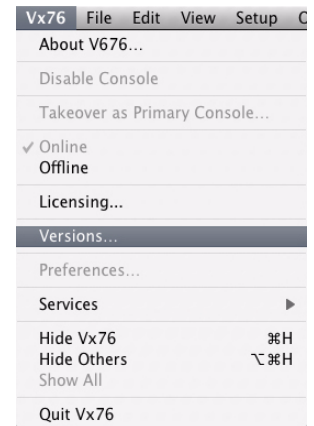 Vx76 File Edit View Setup
About V676...
Disable Console
Takeover as Primary Console...
✓ Online
Offline
Licensing...
Versions...
Preferences...
Services ▶
Hide Vx76 ⌘H
Hide Others ⌥⌘H
Show All
Quit Vx76